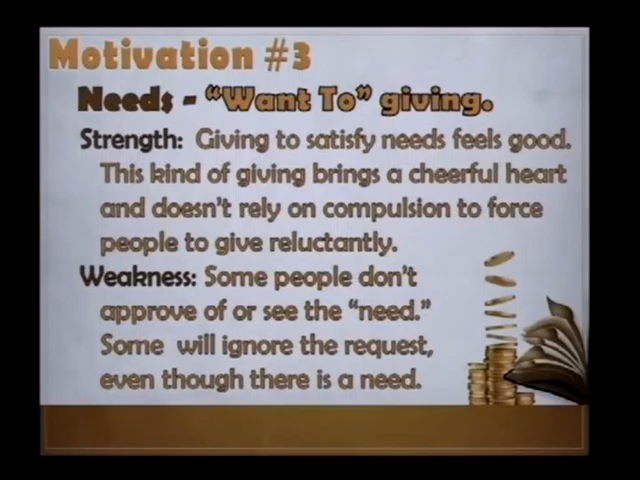 Motivation #3
Needs - “Want To” giving.
Strength: Giving to satisfy needs feels good.
This kind of giving brings a cheerful heart
and doesn’t rely on compulsion to force
people to give reluctantly.
Weakness: Some people don’t
approve of or see the “need.”
Some will ignore the request,
even though there is a need.